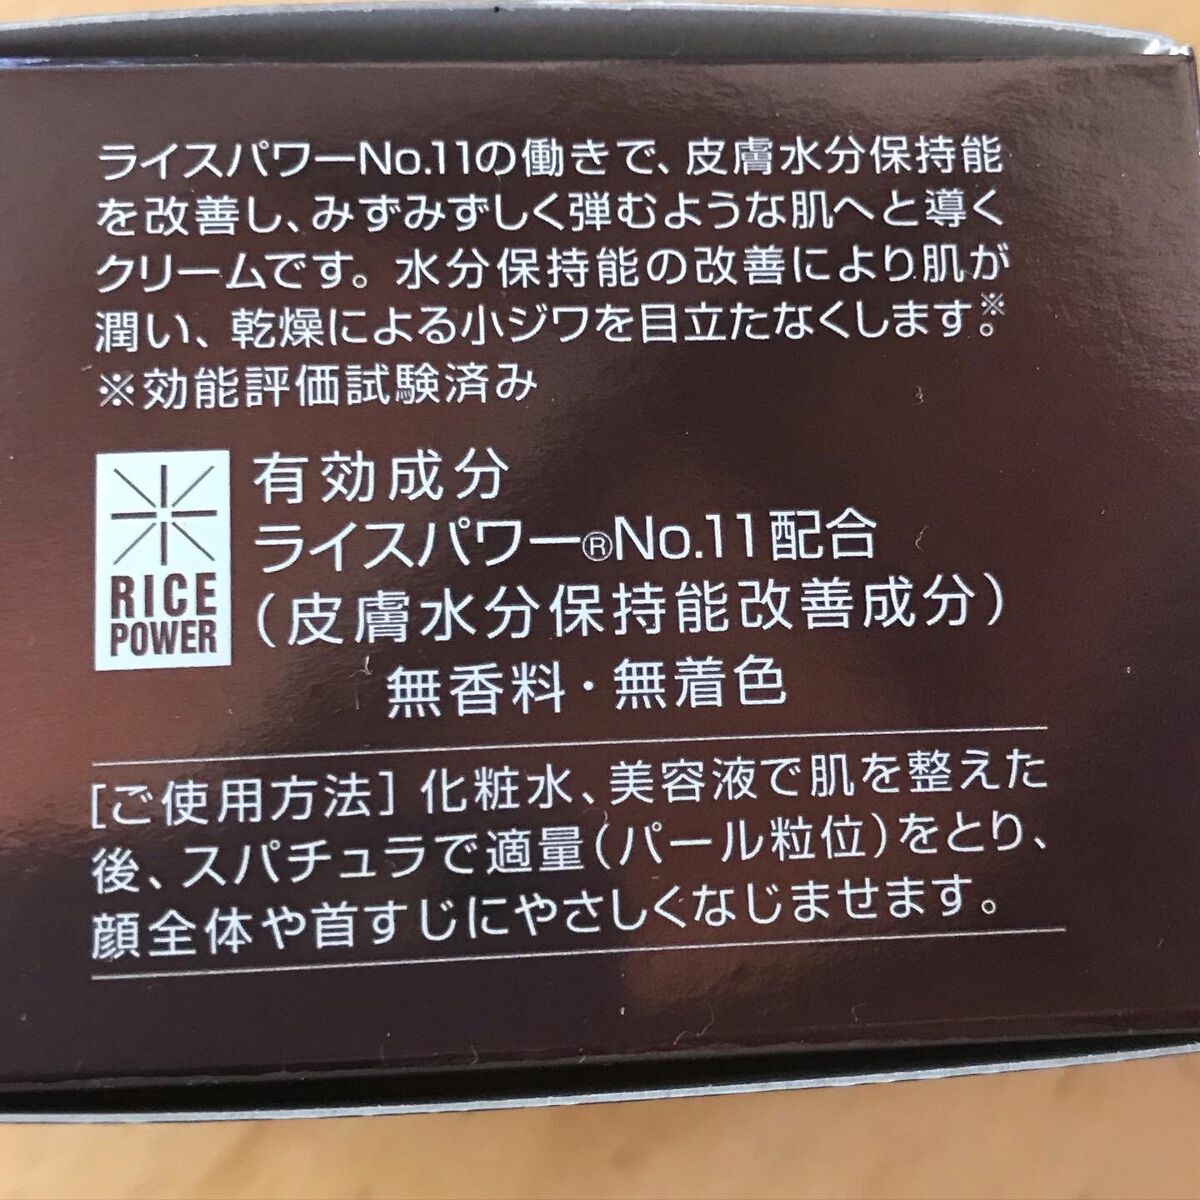 ライスパワーNo.11の働きで、皮膚水分保持能
を改善し、みずみずしく弾むような肌へと導く
クリームです。水分保持能の改善により肌が
潤い、乾燥による小ジワを目立たなくします。※
※効能評価試験済み
有効成分
ライスパワー®No.11配合
(皮膚水分保持能改善成分)
無香料・無着色
RICE
POWER
[ご使用方法] 化粧水、美容液で肌を整えた
後、スパチュラで適量(パール粒位)をとり、
顔全体や首すじにやさしくなじませます。